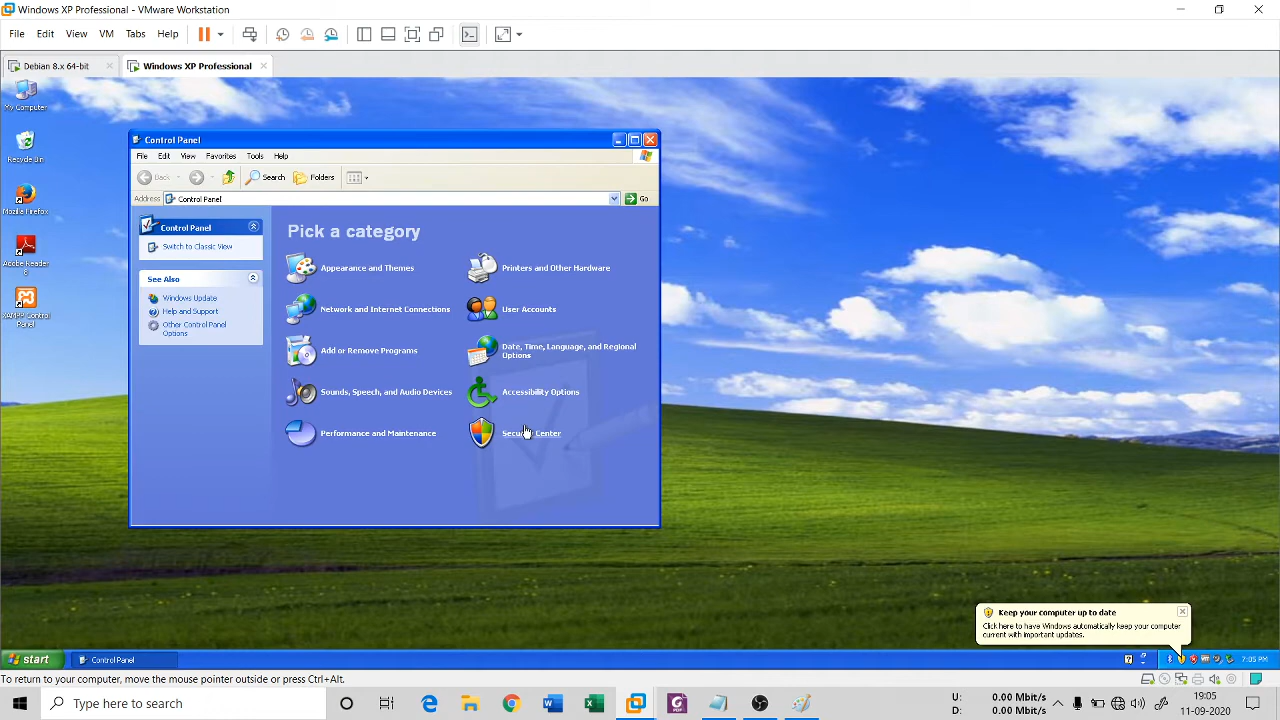 Windows XP Professional - VMware Workstation
File Edit View VM Tabs Help
Debian 8.x 64-bit
Windows XP Professional
My Computer
Recycle Bin
Mozilla Firefox
Adobe Reader
XAMPP Control
Panel
Control Panel
File Edit View Favorites Tools Help
Back Search Folders
Address Control Panel Go
Control Panel
Switch to Classic View
See Also
Windows Update
Help and Support
Other Control Panel
Options
Pick a category
Appearance and Themes
Printers and Other Hardware
Network and Internet Connections
User Accounts
Add or Remove Programs
Date, Time, Language, and Regional
Options
Sounds, Speech, and Audio Devices
Accessibility Options
Performance and Maintenance
Security Center
Keep your computer up to date
Click here to have Windows automatically keep your computer
current with important updates.
start Control Panel 7:05 PM
To return to your computer, move the mouse pointer outside or press Ctrl+Alt.
Type here to search
U: 0.00 Mbit/s
D: 0.00 Mbit/s
19:05
11-09-2020